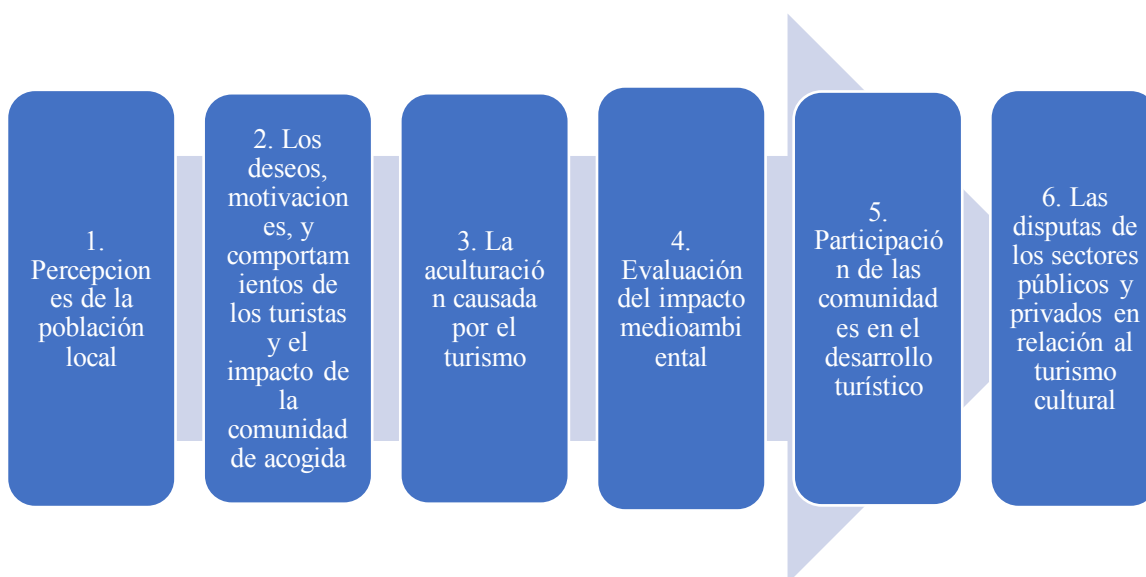 1.
Percepcion
es de la
población
local
2. Los
deseos,
motivacion
es, y
comportam
ientos de
los turistas
y el
impacto de
la
comunidad
de acogida
3. La
aculturació
n causada
por el
turismo
4.
Evaluación
del impacto
medioambi
ental
5.
Participació
n de las
comunidad
es en el
desarrollo
turístico
6. Las
disputas de
los sectores
públicos y
privados en
relación al
turismo
cultural